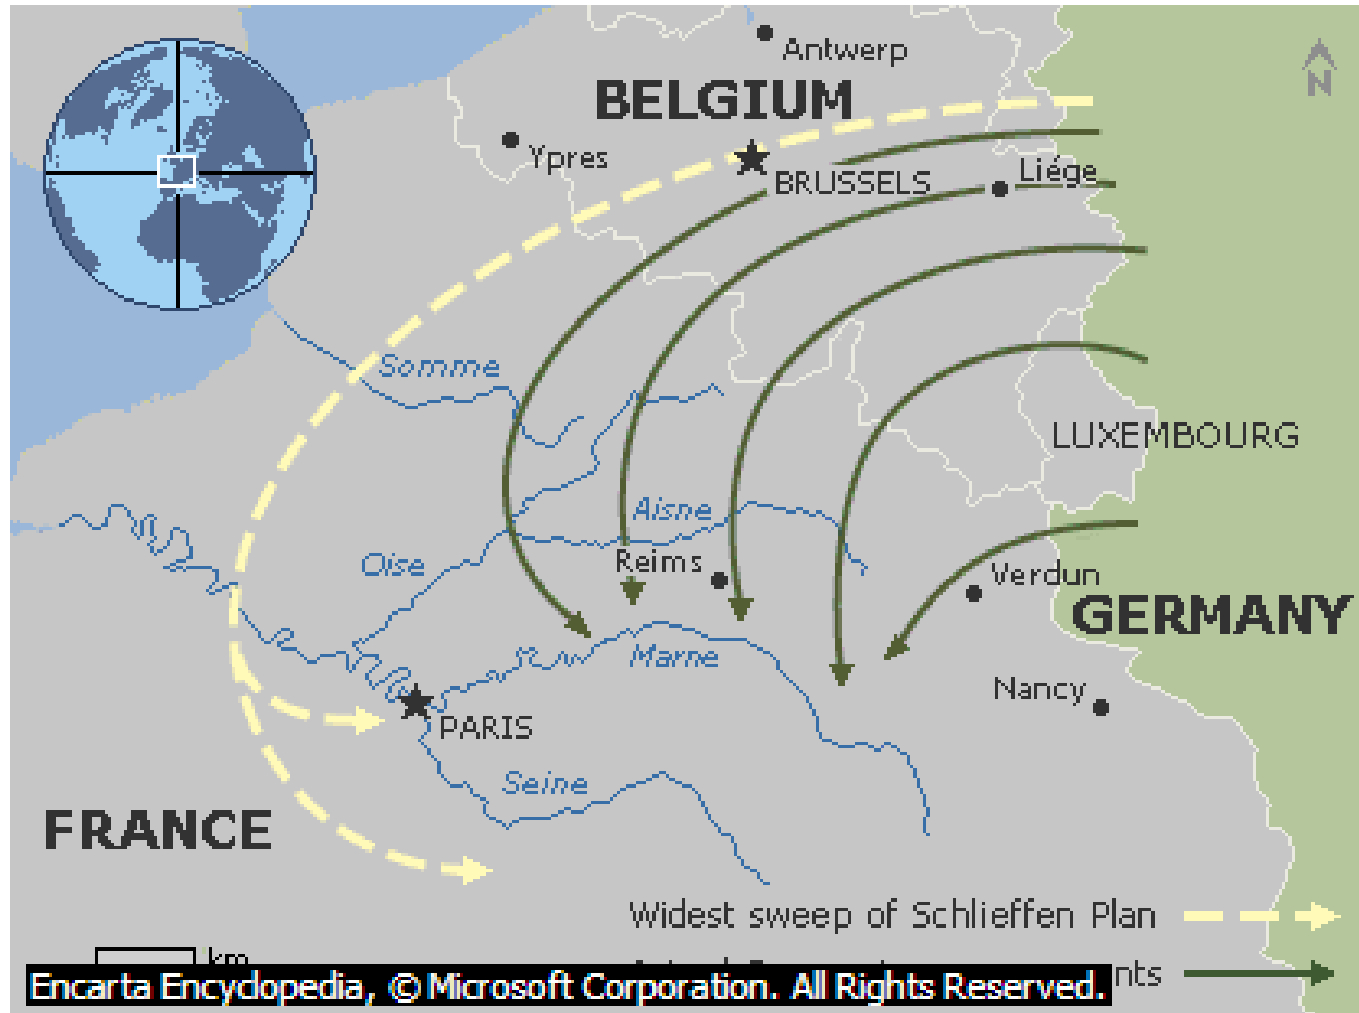 Antwerp
N
BELGIUM
Ypres
BRUSSELS
Liége
Somme
LUXEMBOURG
Aisne
Oise
Reims
Verdun
GERMANY
Marne
Nancy
PARIS
Seine
FRANCE
Widest sweep of Schlieffen Plan
km
Encarta Encyclopedia, © Microsoft Corporation. All Rights Reserved.